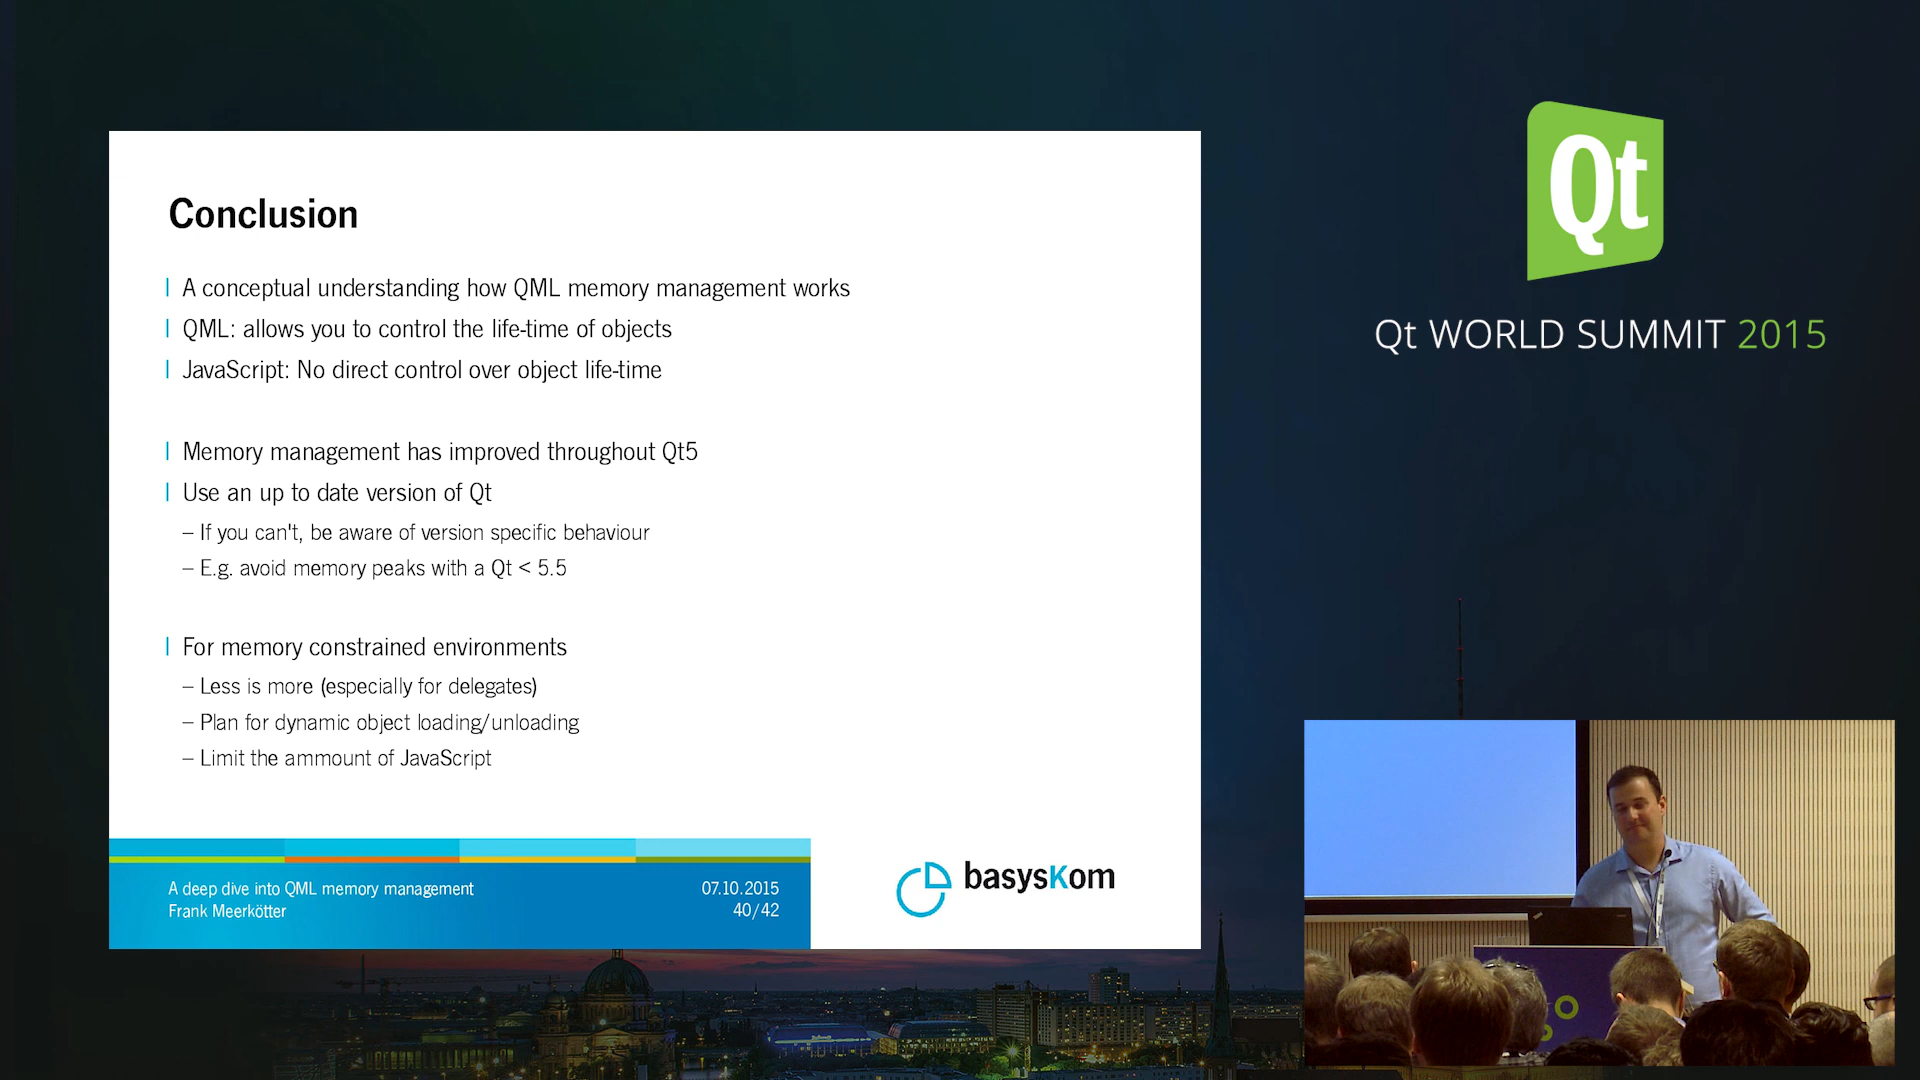 Conclusion
A conceptual understanding how QML memory management works
QML: allows you to control the life-time of objects
JavaScript: No direct control over object life-time
Memory management has improved throughout Qt5
Use an up to date version of Qt
– If you can't, be aware of version specific behaviour
– E.g. avoid memory peaks with a Qt < 5.5
For memory constrained environments
– Less is more (especially for delegates)
– Plan for dynamic object loading/unloading
– Limit the ammount of JavaScript
A deep dive into QML memory management
Frank Meerkötter
07.10.2015
40/42
basysKom
Qt
Qt WORLD SUMMIT 2015